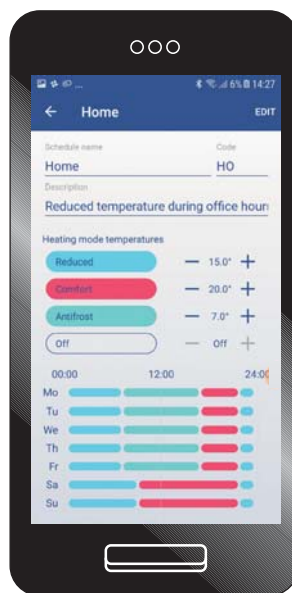 ... 6% 14:27
← Home EDIT
Schedule name Code
Home HO
Description
Reduced temperature during office hour
Heating mode temperatures
Reduced — 15.0° +
Comfort — 20.0° +
Antifrost — 7.0° +
Off — Off +
00:00 12:00 24:00
Mo
Tu
We
Th
Fr
Sa
Su